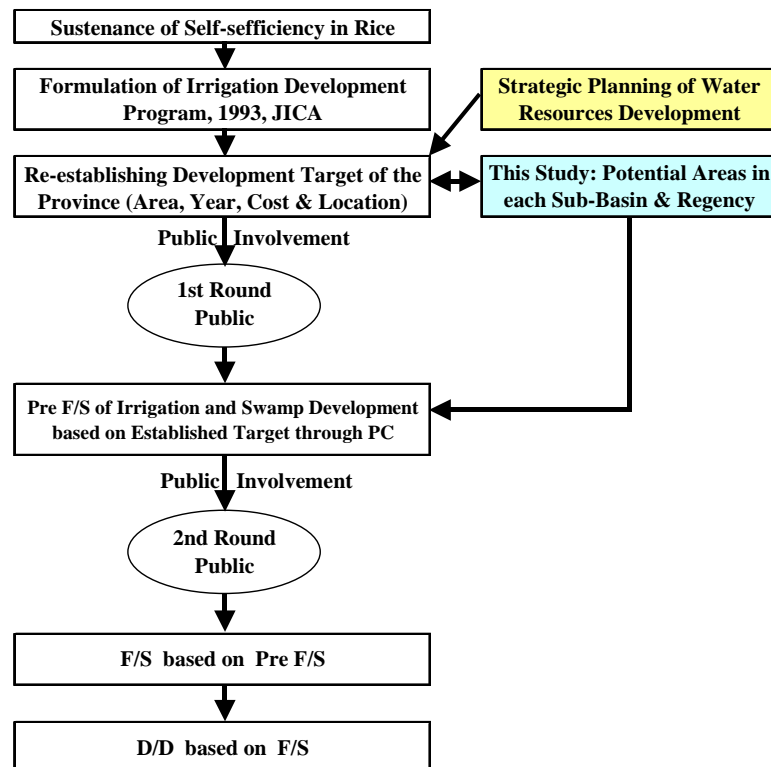 Sustenance of Self-sefficiency in Rice
Formulation of Irrigation Development
Program, 1993, JICA
Strategic Planning of Water
Resources Development
Re-establishing Development Target of the
Province (Area, Year, Cost & Location)
This Study: Potential Areas in
each Sub-Basin & Regency
Public Involvement
1st Round
Public
Pre F/S of Irrigation and Swamp Development
based on Established Target through PC
Public Involvement
2nd Round
Public
F/S based on Pre F/S
D/D based on F/S